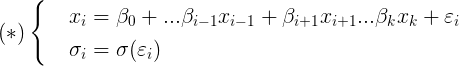 (*) { x_i = β_0 + ...β_{i−1}x_{i−1} + β_{i+1}x_{i+1}...β_k x_k + ε_i
σ_i = σ(ε_i)